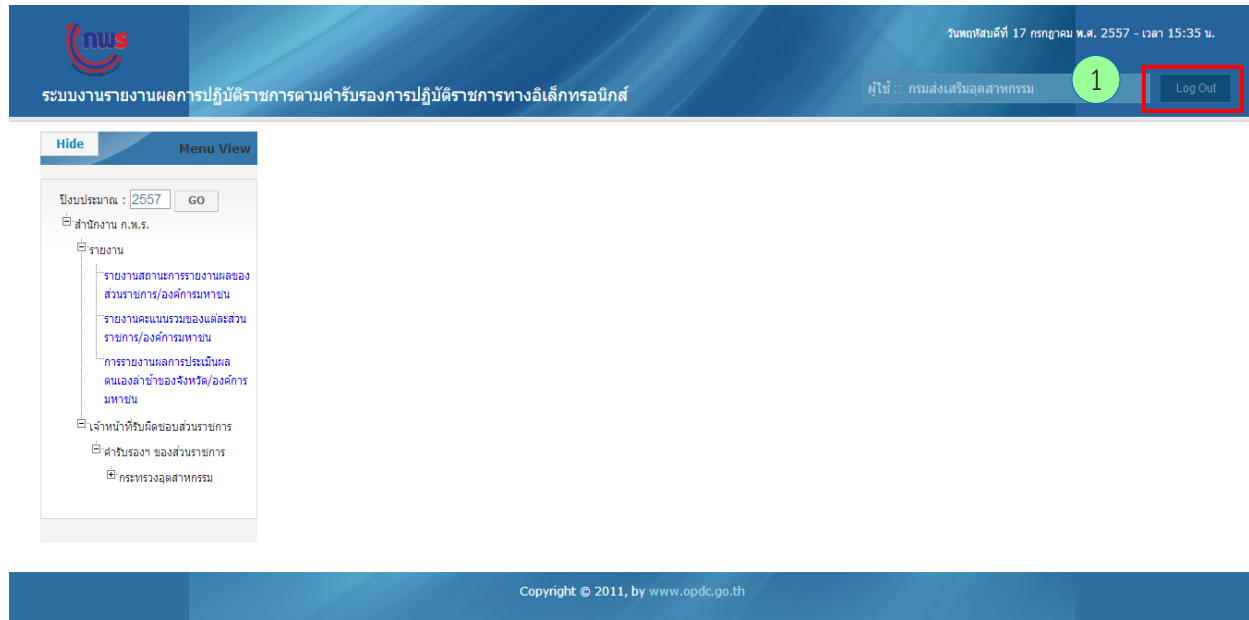 กพร
วันพฤหัสบดีที่ 17 กรกฎาคม พ.ศ. 2557 - เวลา 15:35 น.
ระบบงานรายงานผลการปฏิบัติราชการตามคำรับรองการปฏิบัติราชการทางอิเล็กทรอนิกส์
ผู้ใช้ :: กรมส่งเสริมอุตสาหกรรม
1
Log Out
Hide
Menu View
ปีงบประมาณ : 2557 GO
สำนักงาน ก.พ.ร.
รายงาน
รายงานสถานะการรายงานผลของ
ส่วนราชการ/องค์การมหาชน
รายงานคะแนนรวมของแต่ละส่วน
ราชการ/องค์การมหาชน
การรายงานผลการประเมินผล
ตนเองล่าช้าของจังหวัด/องค์การ
มหาชน
เจ้าหน้าที่รับผิดชอบส่วนราชการ
คำรับรองฯ ของส่วนราชการ
กระทรวงอุตสาหกรรม
Copyright © 2011, by www.opdc.go.th